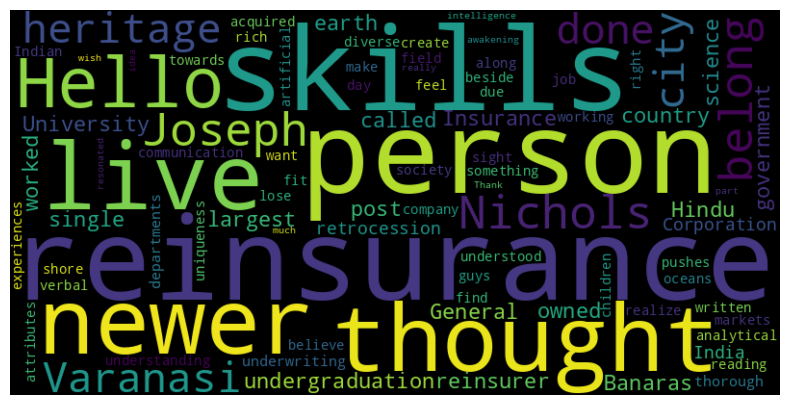 heritage acquired rich earth intelligence awakening done city science belong
Indian wish idea towards artificial diverse create field really along beside due job right
Hello skills make day feel
University Joseph called Insurance working country government
worked communication want live person
resonated fit society sight something Thank part
single lose largest post company Nichols Hindu Corporation
experiences shore verbal departments uniqueness much retrocession
reinsurance understood guys find children pushes oceans
attributes newer thought General owned realize written markets analytical
understanding believe underwriting India reading
Varanasi undergraduation reinsurer Banaras thorough